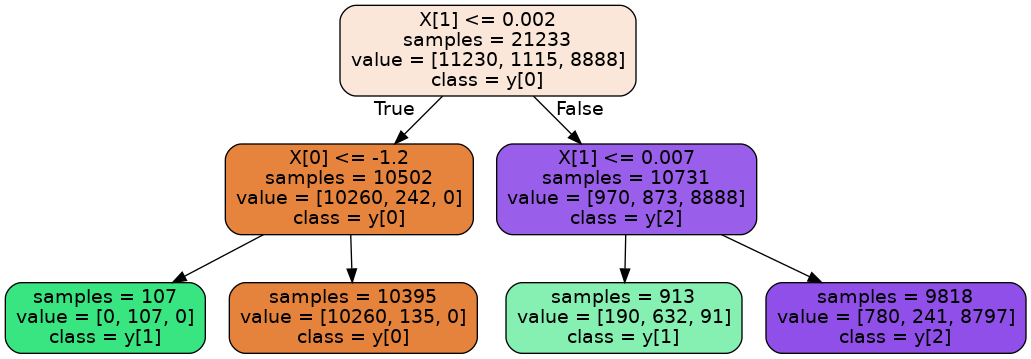 X[1] <= 0.002
samples = 21233
value = [11230, 1115, 8888]
class = y[0]
True
False
X[0] <= -1.2
samples = 10502
value = [10260, 242, 0]
class = y[0]
X[1] <= 0.007
samples = 10731
value = [970, 873, 8888]
class = y[2]
samples = 107
value = [0, 107, 0]
class = y[1]
samples = 10395
value = [10260, 135, 0]
class = y[0]
samples = 913
value = [190, 632, 91]
class = y[1]
samples = 9818
value = [780, 241, 8797]
class = y[2]